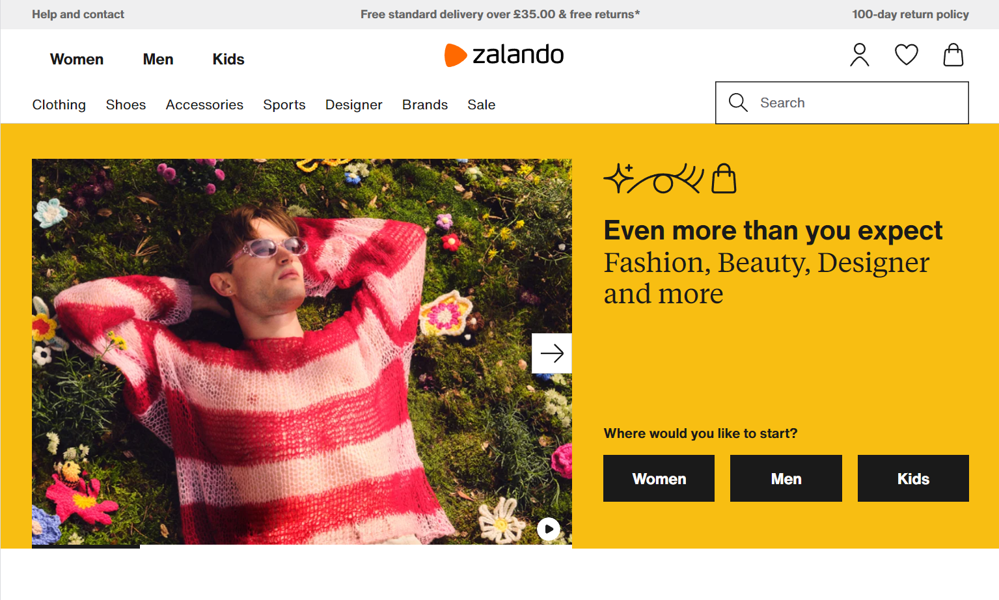 Help and contact
Free standard delivery over £35.00 & free returns*
100-day return policy
Women
Men
Kids
zalando
Clothing
Shoes
Accessories
Sports
Designer
Brands
Sale
Search
Even more than you expect
Fashion, Beauty, Designer
and more
Where would you like to start?
Women
Men
Kids